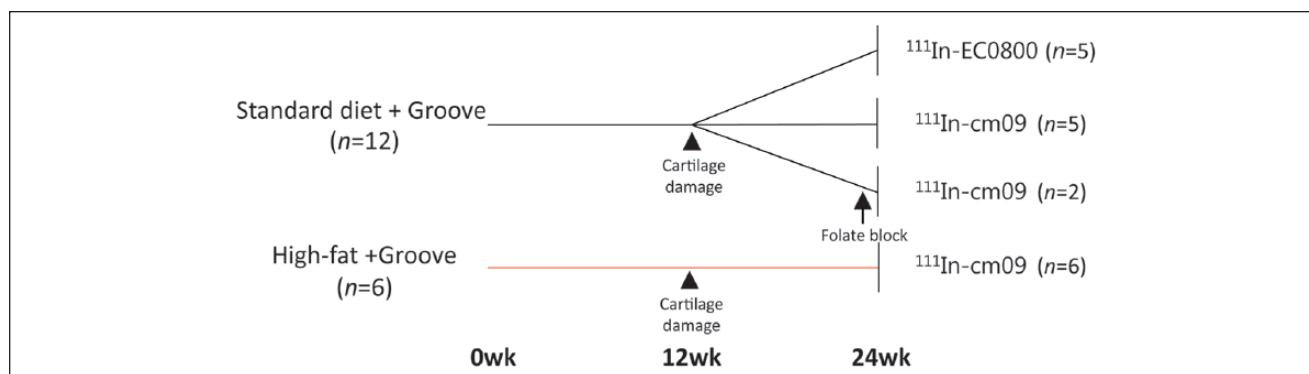 ¹¹¹In-EC0800 (n=5)
Standard diet + Groove
(n=12)
¹¹¹In-cm09 (n=5)
Cartilage
damage
¹¹¹In-cm09 (n=2)
Folate block
High-fat +Groove
(n=6)
¹¹¹In-cm09 (n=6)
Cartilage
damage
0wk 12wk 24wk